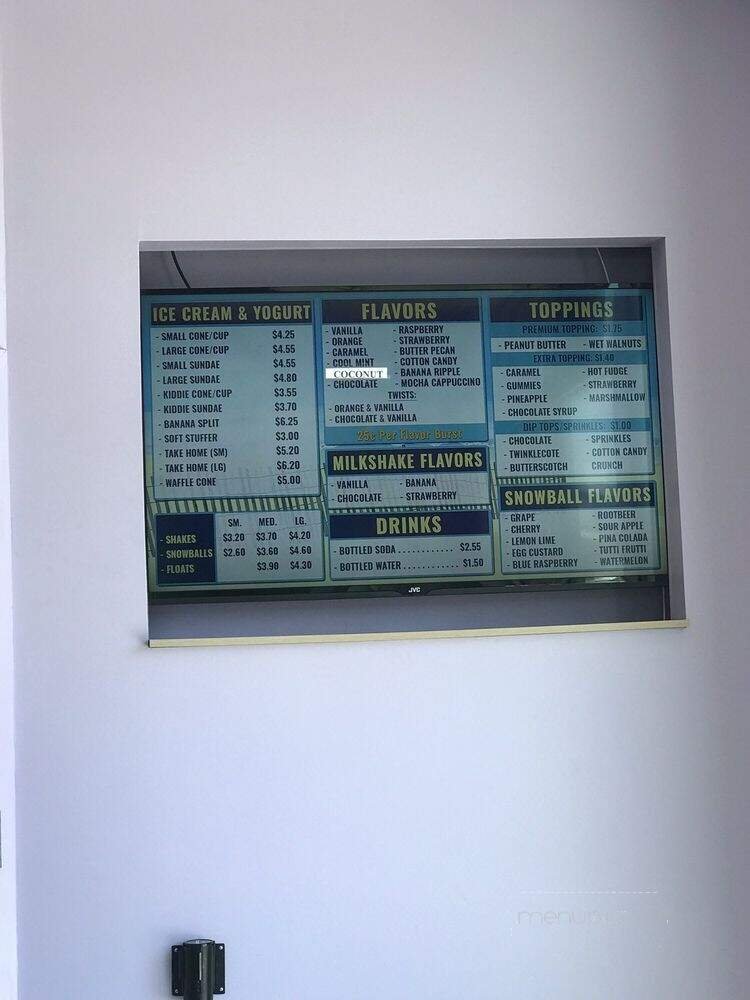 ICE CREAM & YOGURT
- SMALL CONE/CUP $4.25
- LARGE CONE/CUP $4.55
- SMALL SUNDAE $4.55
- LARGE SUNDAE $4.80
- KIDDIE CONE/CUP $3.55
- KIDDIE SUNDAE $3.70
- BANANA SPLIT $6.25
- SOFT STUFFER $3.00
- TAKE HOME (SM) $5.20
- TAKE HOME (LG) $6.20
- WAFFLE CONE $5.00
SM. MED. LG.
- SHAKES $3.20 $3.70 $4.20
- SNOWBALLS $2.60 $3.60 $4.60
- FLOATS $3.90 $4.30
FLAVORS
- VANILLA - RASPBERRY
- ORANGE - STRAWBERRY
- CARAMEL - BUTTER PECAN
- COOL MINT - COTTON CANDY
COCONUT - BANANA RIPPLE
- CHOCOLATE - MOCHA CAPPUCCINO
TWISTS:
- ORANGE & VANILLA
- CHOCOLATE & VANILLA
25¢ Per Flavor Burst
MILKSHAKE FLAVORS
- VANILLA - BANANA
- CHOCOLATE - STRAWBERRY
DRINKS
- BOTTLED SODA ............ $2.55
- BOTTLED WATER ............ $1.50
TOPPINGS
PREMIUM TOPPING: $1.75
- PEANUT BUTTER - WET WALNUTS
EXTRA TOPPING: $1.40
- CARAMEL - HOT FUDGE
- GUMMIES - STRAWBERRY
- PINEAPPLE - MARSHMALLOW
- CHOCOLATE SYRUP
DIP TOPS/SPRINKLES: $1.00
- CHOCOLATE - SPRINKLES
- TWINKLECOTE - COTTON CANDY
- BUTTERSCOTCH CRUNCH
SNOWBALL FLAVORS
- GRAPE - ROOTBEER
- CHERRY - SOUR APPLE
- LEMON LIME - PINA COLADA
- EGG CUSTARD - TUTTI FRUTTI
- BLUE RASPBERRY - WATERMELON
JVC